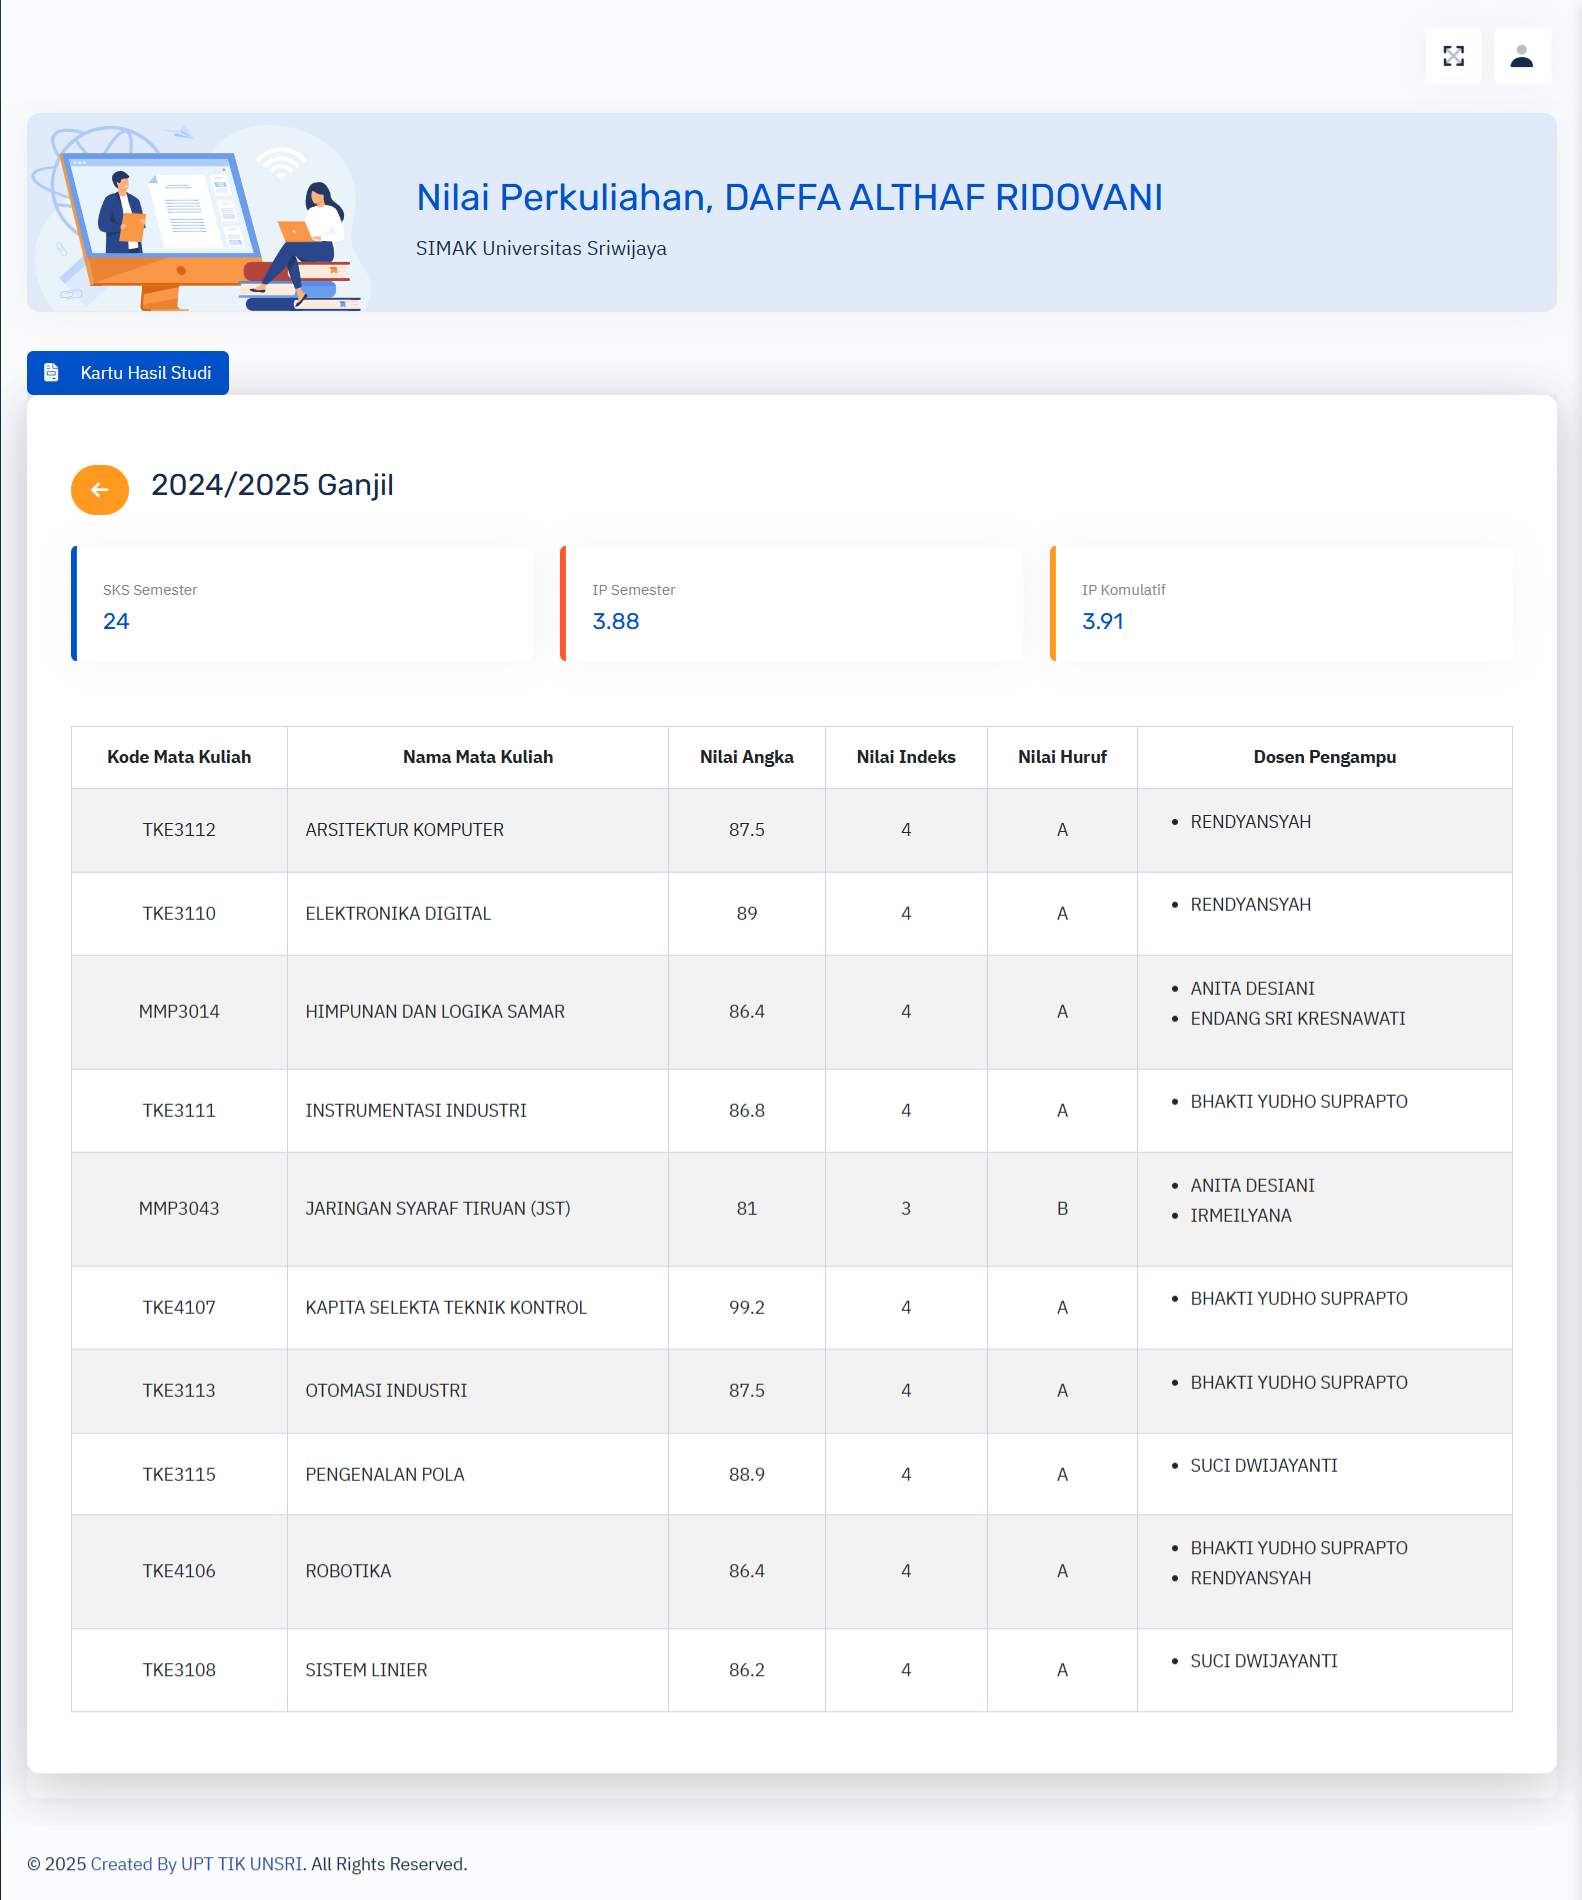 Nilai Perkuliahan, DAFFA ALTHAF RIDOVANI
SIMAK Universitas Sriwijaya
Kartu Hasil Studi
2024/2025 Ganjil
SKS Semester
24
IP Semester
3.88
IP Komulatif
3.91
Kode Mata Kuliah Nama Mata Kuliah Nilai Angka Nilai Indeks Nilai Huruf Dosen Pengampu
TKE3112 ARSITEKTUR KOMPUTER 87.5 4 A • RENDYANSYAH
TKE3110 ELEKTRONIKA DIGITAL 89 4 A • RENDYANSYAH
MMP3014 HIMPUNAN DAN LOGIKA SAMAR 86.4 4 A • ANITA DESIANI
• ENDANG SRI KRESNAWATI
TKE3111 INSTRUMENTASI INDUSTRI 86.8 4 A • BHAKTI YUDHO SUPRAPTO
MMP3043 JARINGAN SYARAF TIRUAN (JST) 81 3 B • ANITA DESIANI
• IRMEILYANA
TKE4107 KAPITA SELEKTA TEKNIK KONTROL 99.2 4 A • BHAKTI YUDHO SUPRAPTO
TKE3113 OTOMASI INDUSTRI 87.5 4 A • BHAKTI YUDHO SUPRAPTO
TKE3115 PENGENALAN POLA 88.9 4 A • SUCI DWIJAYANTI
TKE4106 ROBOTIKA 86.4 4 A • BHAKTI YUDHO SUPRAPTO
• RENDYANSYAH
TKE3108 SISTEM LINIER 86.2 4 A • SUCI DWIJAYANTI
© 2025 Created By UPT TIK UNSRI. All Rights Reserved.